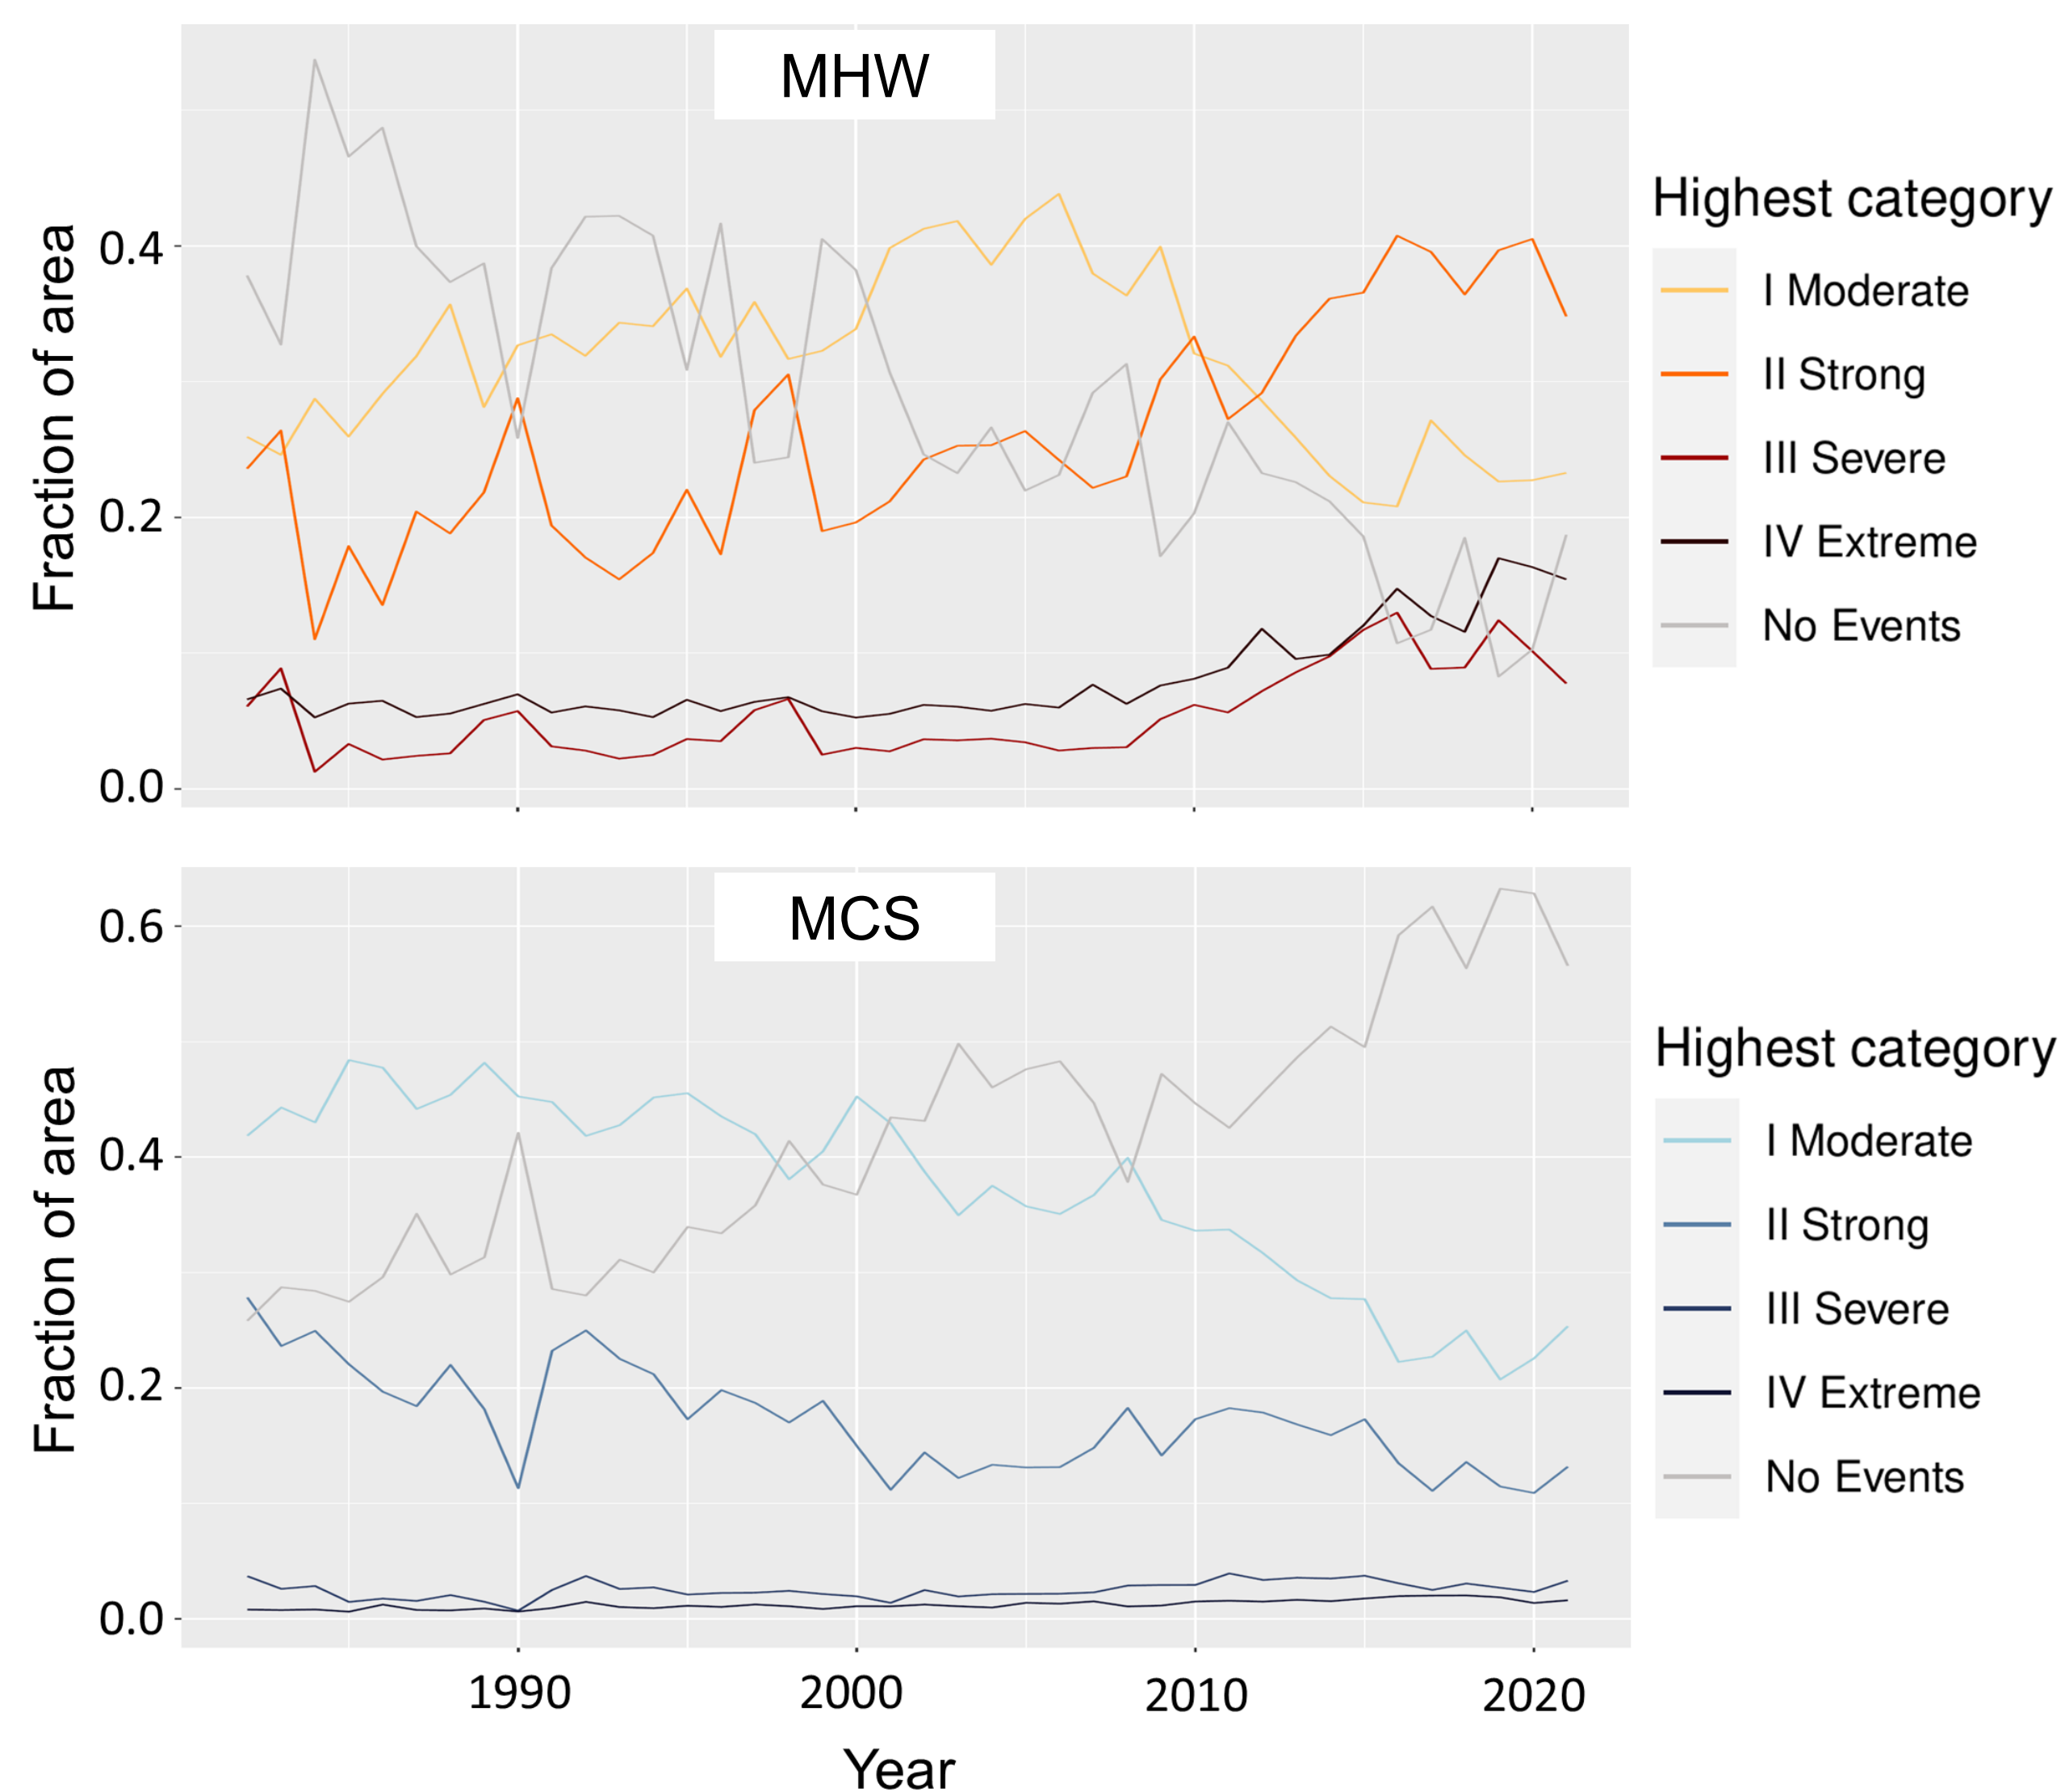 MHW
Fraction of area
0.4
0.2
0.0
Highest category
I Moderate
II Strong
III Severe
IV Extreme
No Events
MCS
Fraction of area
0.6
0.4
0.2
0.0
Highest category
I Moderate
II Strong
III Severe
IV Extreme
No Events
1990 2000 2010 2020
Year